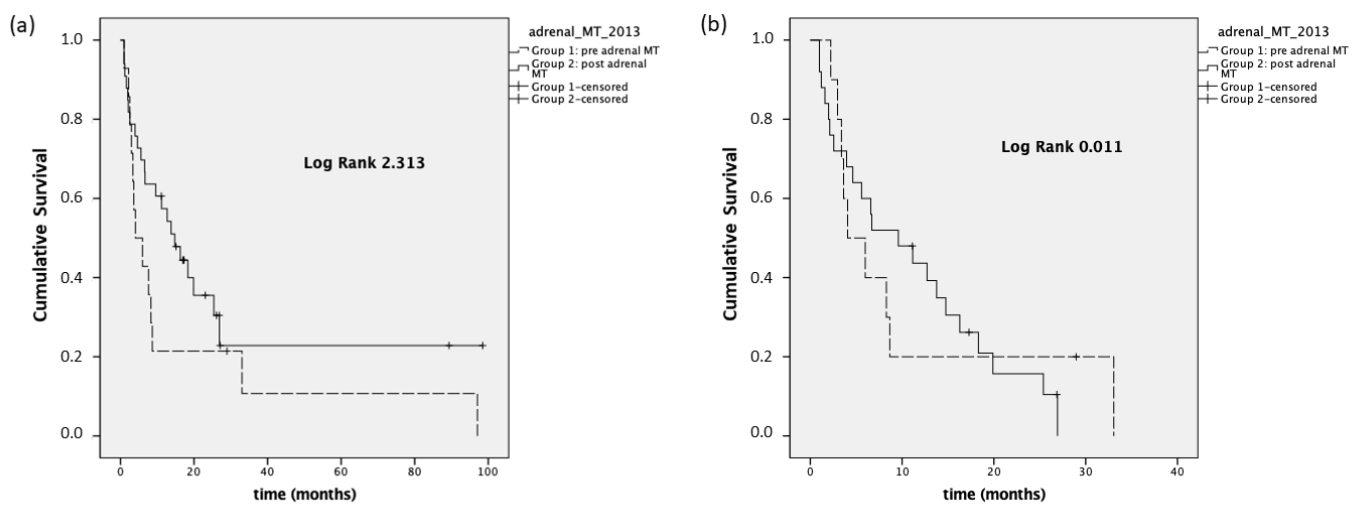 (a)
adrenal_MT_2013
Group 1: pre adrenal MT
Group 2: post adrenal
MT
Group 1-censored
Group 2-censored
1.0
0.8
0.6
0.4
0.2
0.0
Cumulative Survival
Log Rank 2.313
0 20 40 60 80 100
time (months)
(b)
adrenal_MT_2013
Group 1: pre adrenal MT
Group 2: post adrenal
MT
Group 1-censored
Group 2-censored
1.0
0.8
0.6
0.4
0.2
0.0
Cumulative Survival
Log Rank 0.011
0 10 20 30 40
time (months)